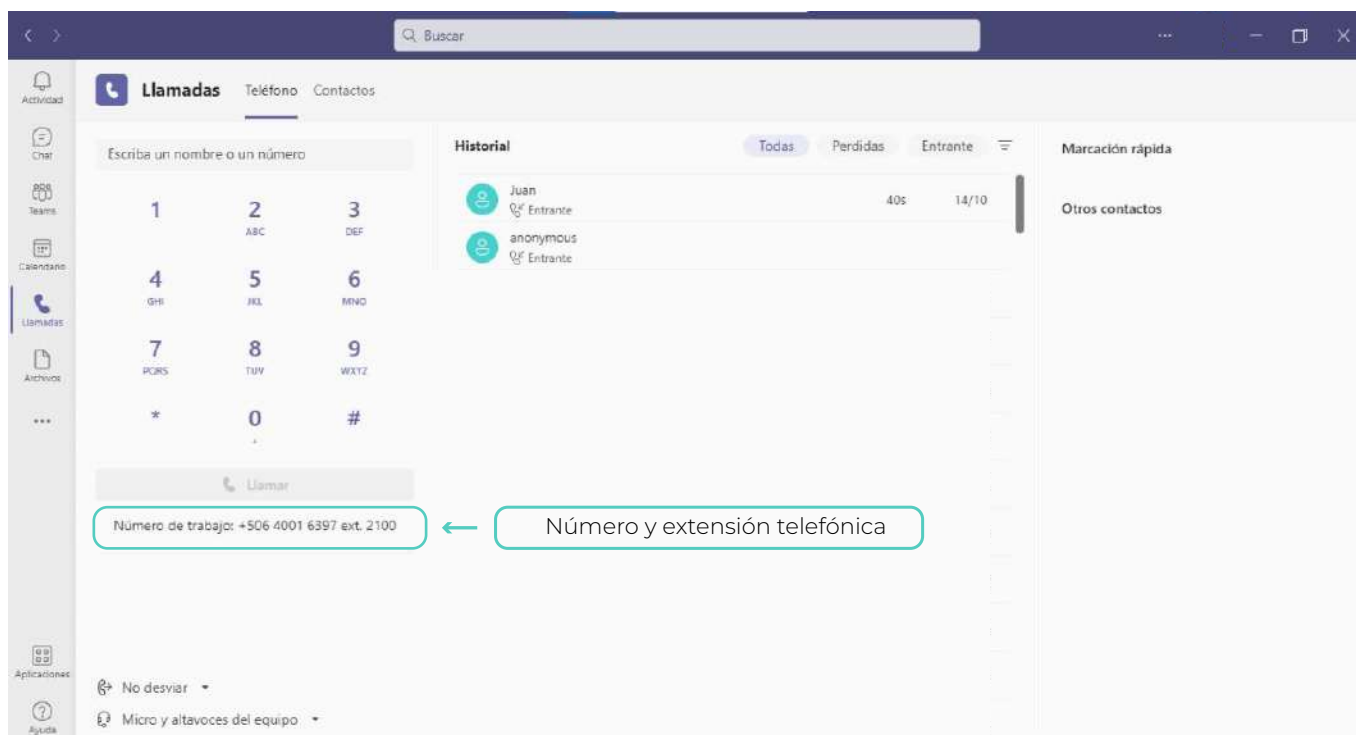 Buscar
Actividad
Chat
Teams
Calendario
Llamadas
Archivos
Aplicaciones
Ayuda
Llamadas Teléfono Contactos
Escriba un nombre o un número
1 2 3
ABC DEF
4 5 6
GHI JKL MNO
7 8 9
PQRS TUV WXYZ
* 0 #
+
Llamar
Número de trabajo: +506 4001 6397 ext. 2100
Número y extensión telefónica
No desviar
Micro y altavoces del equipo
Historial Todas Perdidas Entrante
Juan 40s 14/10
Entrante
anonymous
Entrante
Marcación rápida
Otros contactos